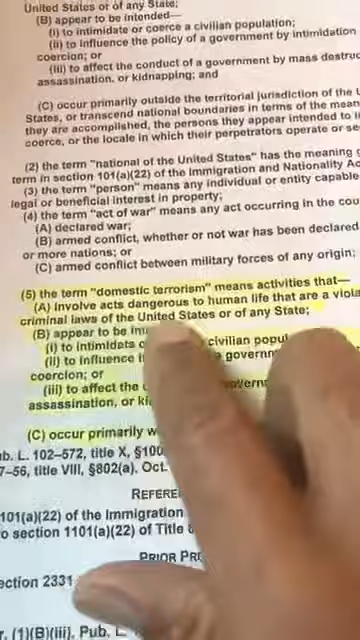 United States or of any State;
(B) appear to be intended—
(i) to intimidate or coerce a civilian population;
(ii) to influence the policy of a government by intimidation
coercion; or
(iii) to affect the conduct of a government by mass destruc
assassination, or kidnapping; and
(C) occur primarily outside the territorial jurisdiction of the U
States, or transcend national boundaries in terms of the mean
they are accomplished, the persons they appear intended to i
coerce, or the locale in which their perpetrators operate or se
(2) the term "national of the United States" has the meaning g
term in section 101(a)(22) of the Immigration and Nationality Ac
(3) the term "person" means any individual or entity capable
legal or beneficial interest in property;
(4) the term "act of war" means any act occurring in the cou
(A) declared war;
(B) armed conflict, whether or not war has been declared
or more nations; or
(C) armed conflict between military forces of any origin;
(5) the term "domestic terrorism" means activities that—
(A) involve acts dangerous to human life that are a viola
criminal laws of the United States or of any State;
(B) appear to be in
(i) to intimidate o civilian popul
(ii) to influence t a governm
coercion; or
(iii) to affect the c governm
assassination, or ki
(C) occur primarily w
ub. L. 102–572, title X, §100
7–56, title VIII, §802(a), Oct.
REFERE
101(a)(22) of the Immigration
o section 1101(a)(22) of Title 8
PRIOR PR
ection 2331
r. (1)(B)(iii). Pub. L